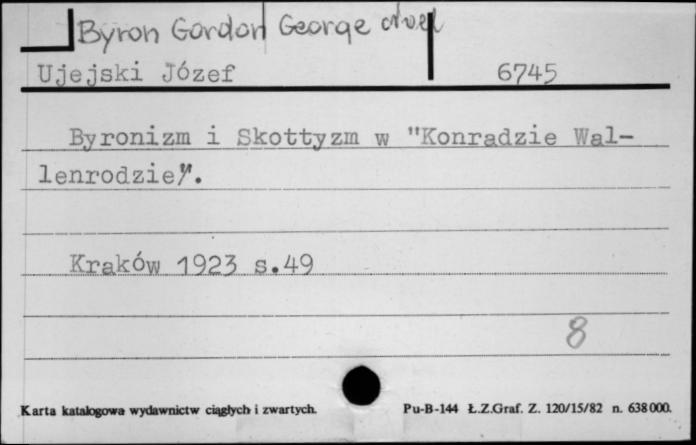 Byron Gordon George
Ujejski Józef 6745
Byronizm i Skottyzm w "Konradzie Wal-
lenrodzie".
Kraków 1923 s.49
8
Karta katalogowa wydawnictw ciągłych i zwartych. Pu-B-144 Ł.Z.Graf. Z. 120/15/82 n. 638000.